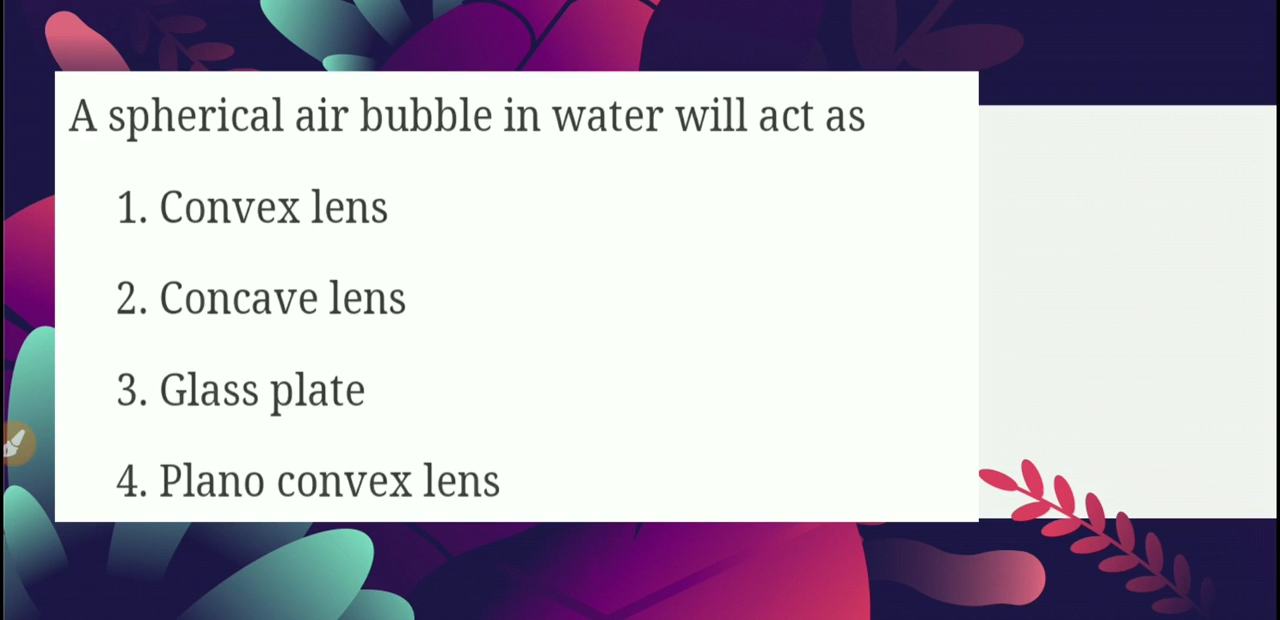 A spherical air bubble in water will act as
1. Convex lens
2. Concave lens
3. Glass plate
4. Plano convex lens